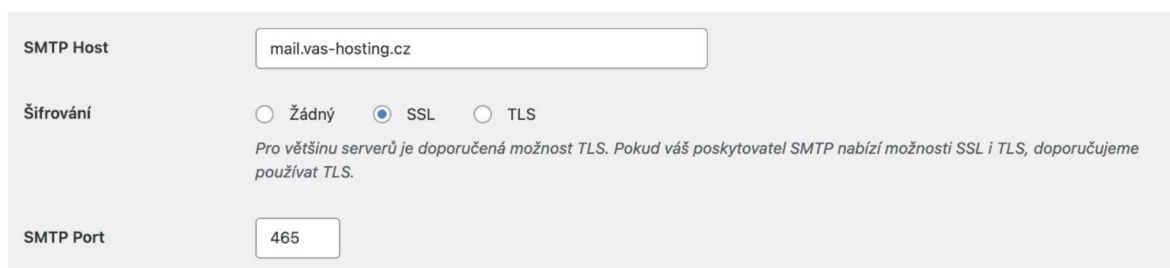 SMTP Host
mail.vas-hosting.cz
Šifrování
Žádný SSL TLS
Pro většinu serverů je doporučená možnost TLS. Pokud váš poskytovatel SMTP nabízí možnosti SSL i TLS, doporučujeme
používat TLS.
SMTP Port
465